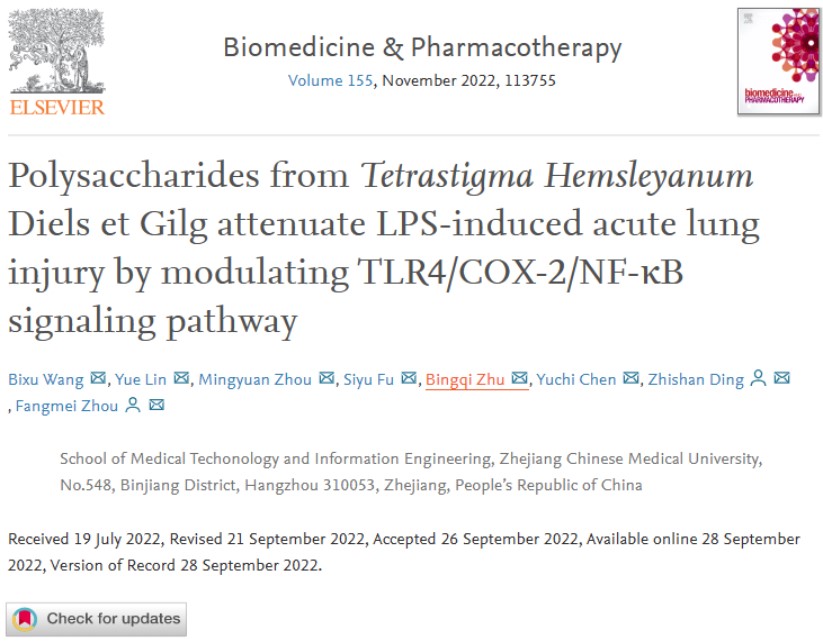 Biomedicine & Pharmacotherapy
Volume 155, November 2022, 113755
ELSEVIER
biomedicine
PHARMACOTHERAPY
Polysaccharides from Tetrastigma Hemsleyanum
Diels et Gilg attenuate LPS-induced acute lung
injury by modulating TLR4/COX-2/NF-κB
signaling pathway
Bixu Wang, Yue Lin, Mingyuan Zhou, Siyu Fu, Bingqi Zhu, Yuchi Chen, Zhishan Ding
, Fangmei Zhou
School of Medical Techonology and Information Engineering, Zhejiang Chinese Medical University,
No.548, Binjiang District, Hangzhou 310053, Zhejiang, People's Republic of China
Received 19 July 2022, Revised 21 September 2022, Accepted 26 September 2022, Available online 28 September
2022, Version of Record 28 September 2022.
Check for updates